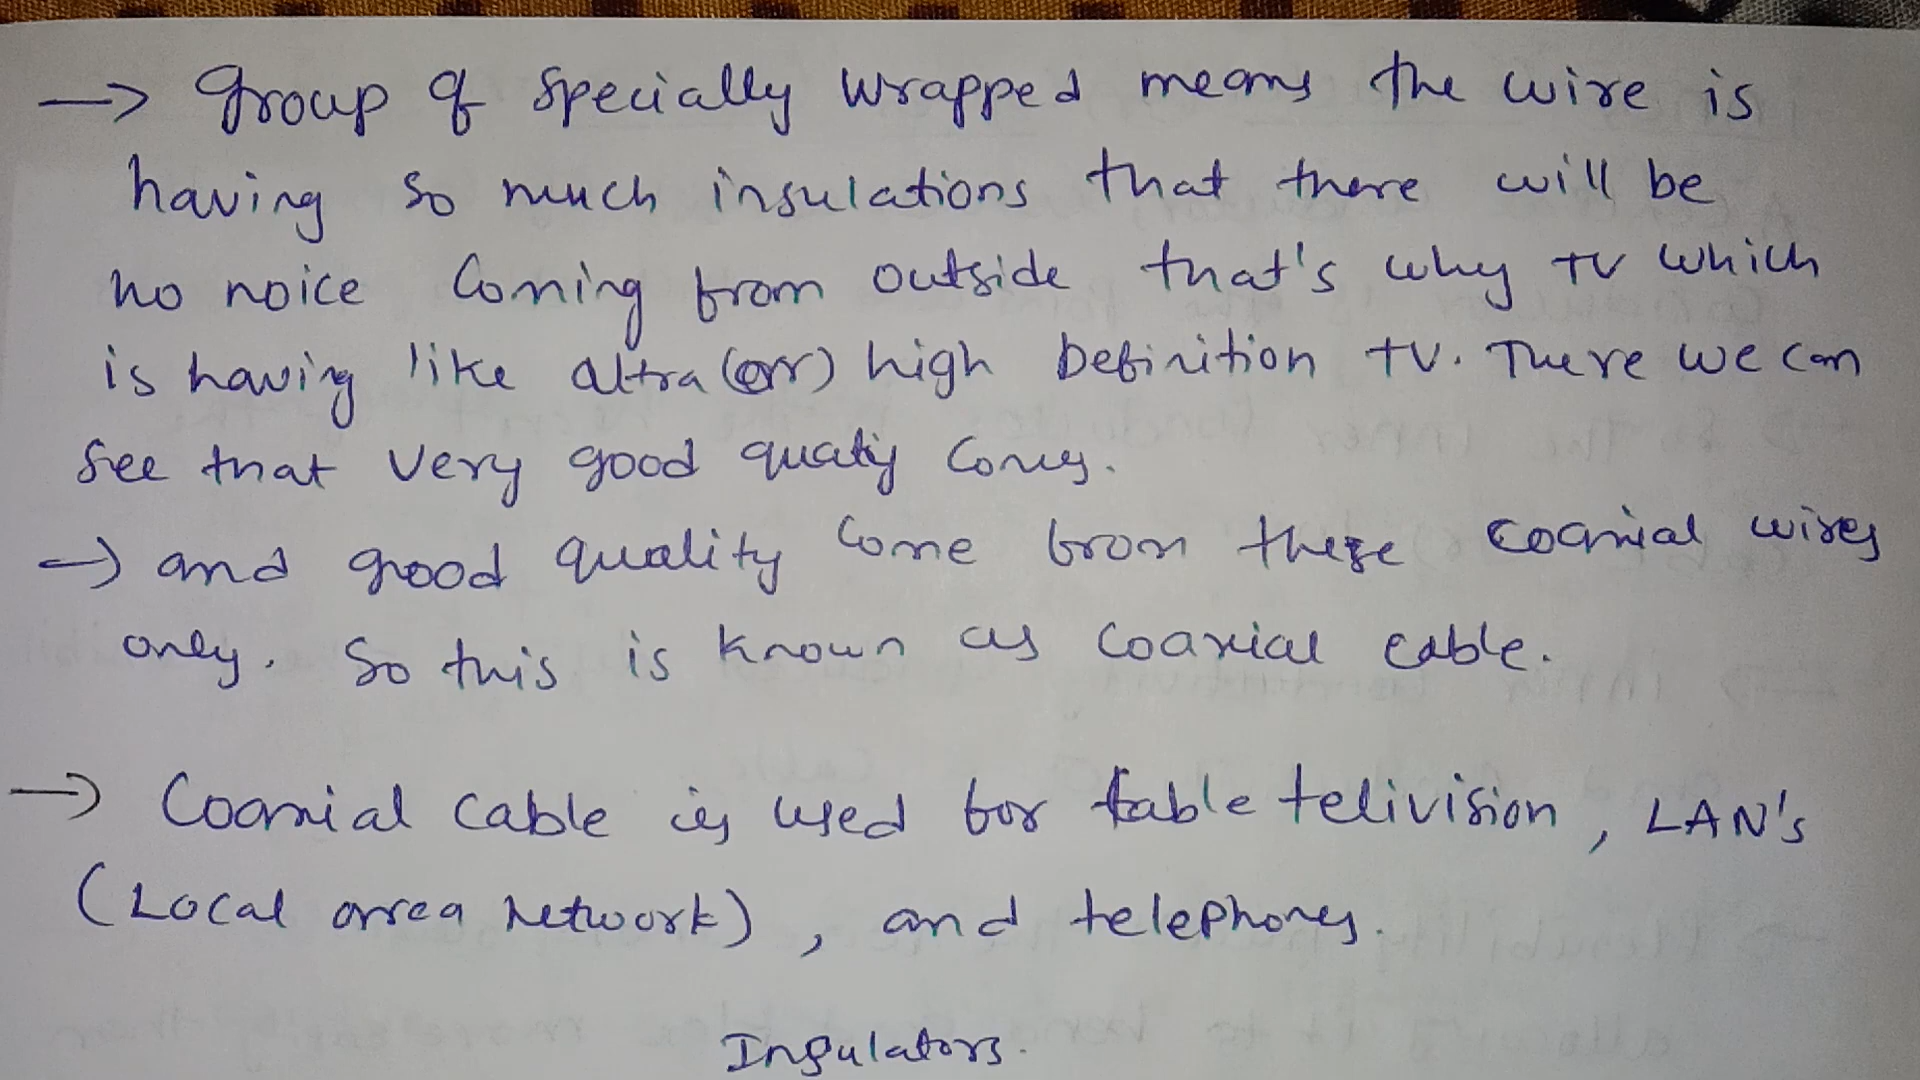 → Group of specially wrapped means the wire is
having so much insulations that there will be
no noice coming from outside that's why TV which
is having like altra (or) high Definition TV. There we can
see that very good quality comes.
→ and good quality come from these coaxial wires
only. So this is known as coaxial cable.
→ Coaxial cable is used for table telivision, LAN's
(Local area Network), and telephones.
Insulators.